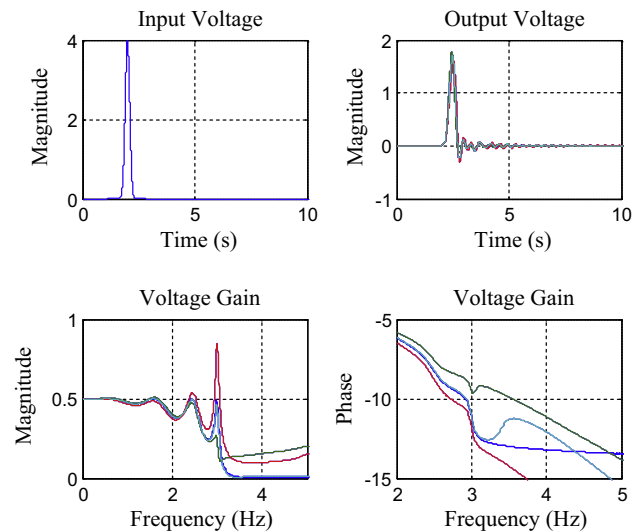 Input Voltage
4
2
0
0
5
10
Magnitude
Time (s)
Output Voltage
2
1
0
-1
0
5
10
Magnitude
Time (s)
Voltage Gain
1
0.5
0
0
2
4
Magnitude
Frequency (Hz)
Voltage Gain
-5
-10
-15
2
3
4
5
Phase
Frequency (Hz)